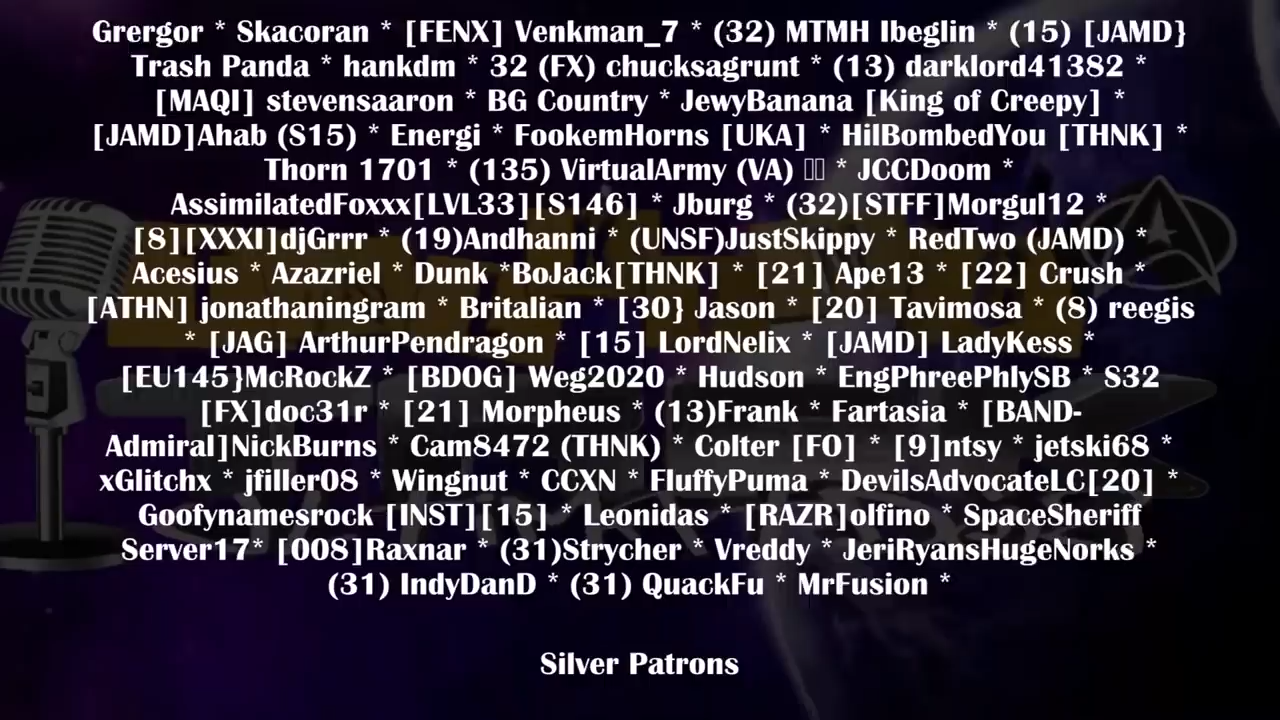 Grergor * Skacoran * [FENX] Venkman_7 * (32) MTMH Ibeglin * (15) [JAMD}
Trash Panda * hankdm * 32 (FX) chucksagrunt * (13) darklord41382 *
[MAQI] stevensaaron * BG Country * JewyBanana [King of Creepy] *
[JAMD]Ahab (S15) * Energi * FookemHorns [UKA] * HilBombedYou [THNK] *
Thorn 1701 * (135) VirtualArmy (VA) * JCCDoom *
AssimilatedFoxxx[LVL33][S146] * Jburg * (32)[STFF]Morgul12 *
[8][XXXI]djGrrr * (19)Andhanni * (UNSF)JustSkippy * RedTwo (JAMD) *
Acesius * Azazriel * Dunk *BoJack[THNK] * [21] Ape13 * [22] Crush *
[ATHN] jonathaningram * Britalian * [30} Jason * [20] Tavimosa * (8) reegis
* [JAG] ArthurPendragon * [15] LordNelix * [JAMD] LadyKess *
[EU145}McRockZ * [BDOG] Weg2020 * Hudson * EngPhreePhlySB * S32
[FX]doc31r * [21] Morpheus * (13)Frank * Fartasia * [BAND-
Admiral]NickBurns * Cam8472 (THNK) * Colter [FO] * [9]ntsy * jetski68 *
xGlitchx * jfiller08 * Wingnut * CCXN * FluffyPuma * DevilsAdvocateLC[20] *
Goofynamesrock [INST][15] * Leonidas * [RAZR]olfino * SpaceSheriff
Server17* [008]Raxnar * (31)Strycher * Vreddy * JeriRyansHugeNorks *
(31) IndyDanD * (31) QuackFu * MrFusion *
Silver Patrons